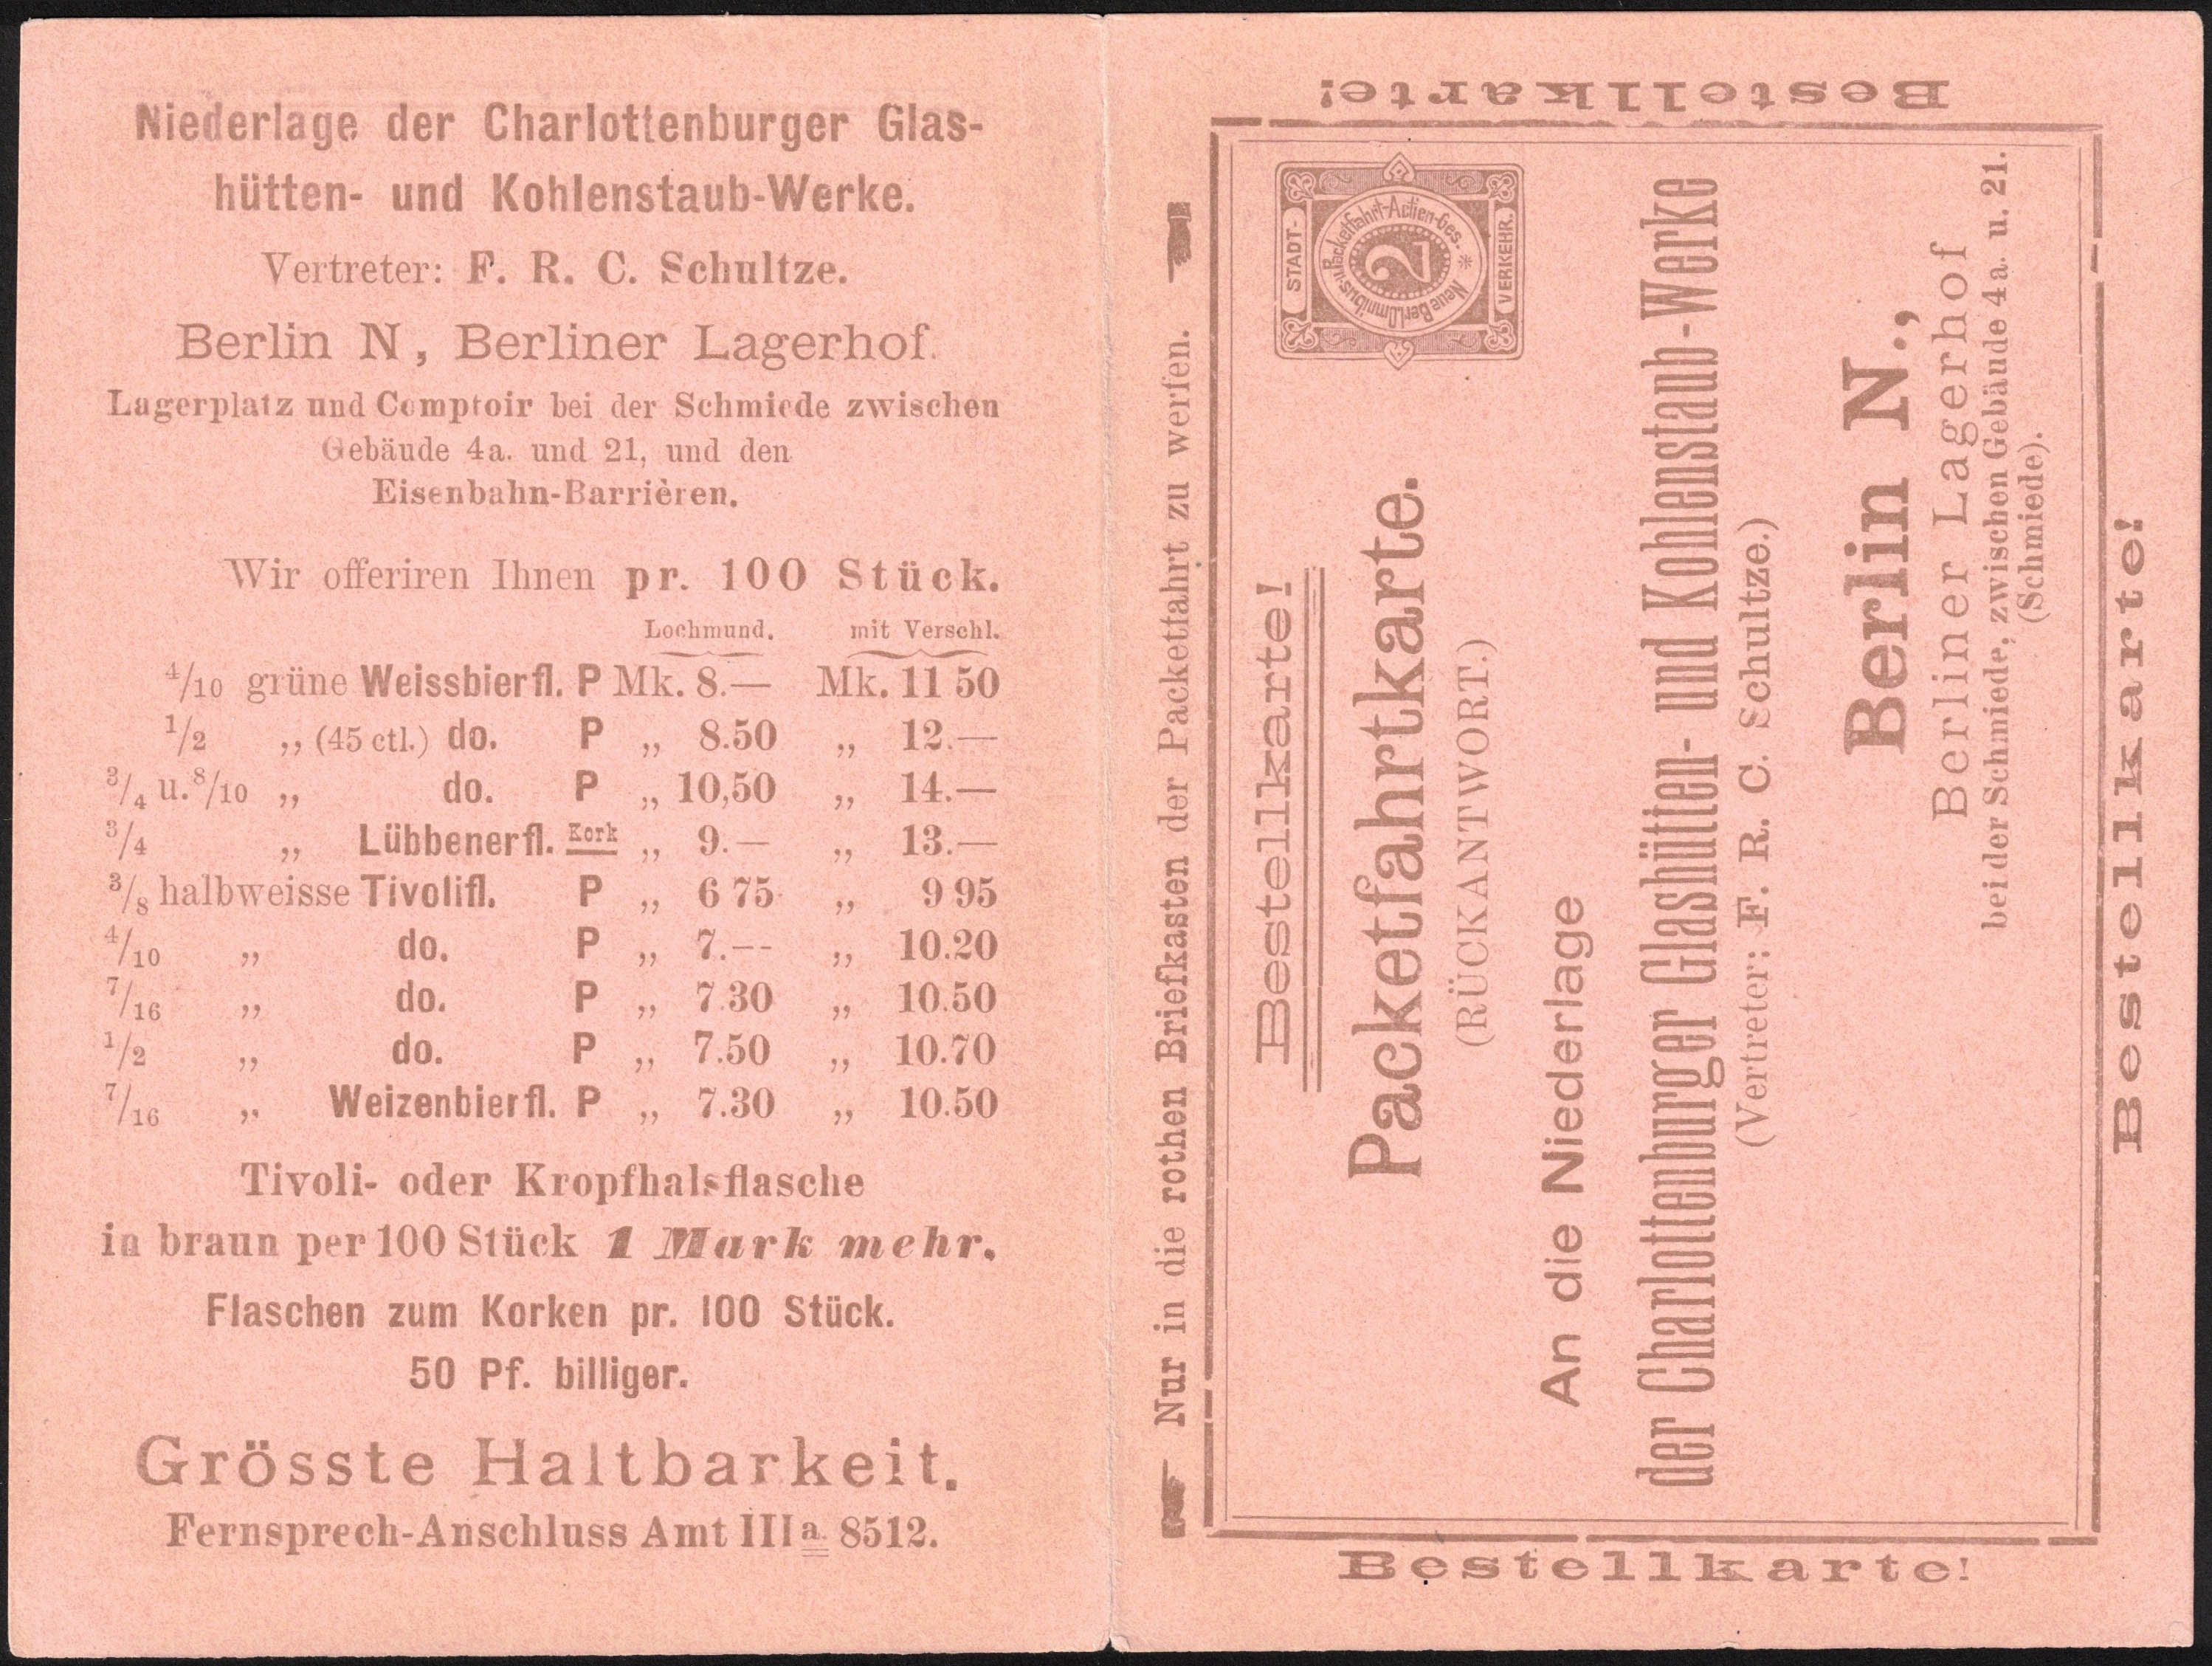 Niederlage der Charlottenburger Glas-
hütten- und Kohlenstaub-Werke.
Vertreter: F. R. C. Schultze.
Berlin N, Berliner Lagerhof.
Lagerplatz und Comptoir bei der Schmiede zwischen
Gebäude 4a. und 21, und den
Eisenbahn-Barrièren.
Wir offeriren Ihnen pr. 100 Stück.
Lochmund. mit Verschl.
4/10 grüne Weissbierfl. P Mk. 8.— Mk. 11 50
1/2 „ (45 ctl.) do. P „ 8.50 „ 12.—
3/4 u. 8/10 „ do. P „ 10,50 „ 14.—
3/4 „ Lübbenerfl. Kork „ 9.— „ 13.—
3/8 halbweisse Tivolifl. P „ 6 75 „ 9 95
4/10 „ do. P „ 7.-- „ 10.20
7/16 „ do. P „ 7.30 „ 10.50
1/2 „ do. P „ 7.50 „ 10.70
7/16 „ Weizenbierfl. P „ 7.30 „ 10.50
Tivoli- oder Kropfhalsflasche
in braun per 100 Stück 1 Mark mehr.
Flaschen zum Korken pr. 100 Stück.
50 Pf. billiger.
Grösste Haltbarkeit.
Fernsprech-Anschluss Amt III a. 8512.
Bestellkarte!
Nur in die rothen Briefkasten der Packetfahrt zu werfen.
Bestellkarte!
STADT-
Neue Berl. Omnibus- u. Packetfahrt-Actien-Ges.
2
VERKEHR.
Packetfahrtkarte.
(RÜCKANTWORT.)
An die Niederlage
der Charlottenburger Glashütten- und Kohlenstaub-Werke
(Vertreter: F. R. C. Schultze.)
Berlin N.,
Berliner Lagerhof
bei der Schmiede, zwischen Gebäude 4a. u. 21.
(Schmiede).
Bestellkarte!
Bestellkarte!